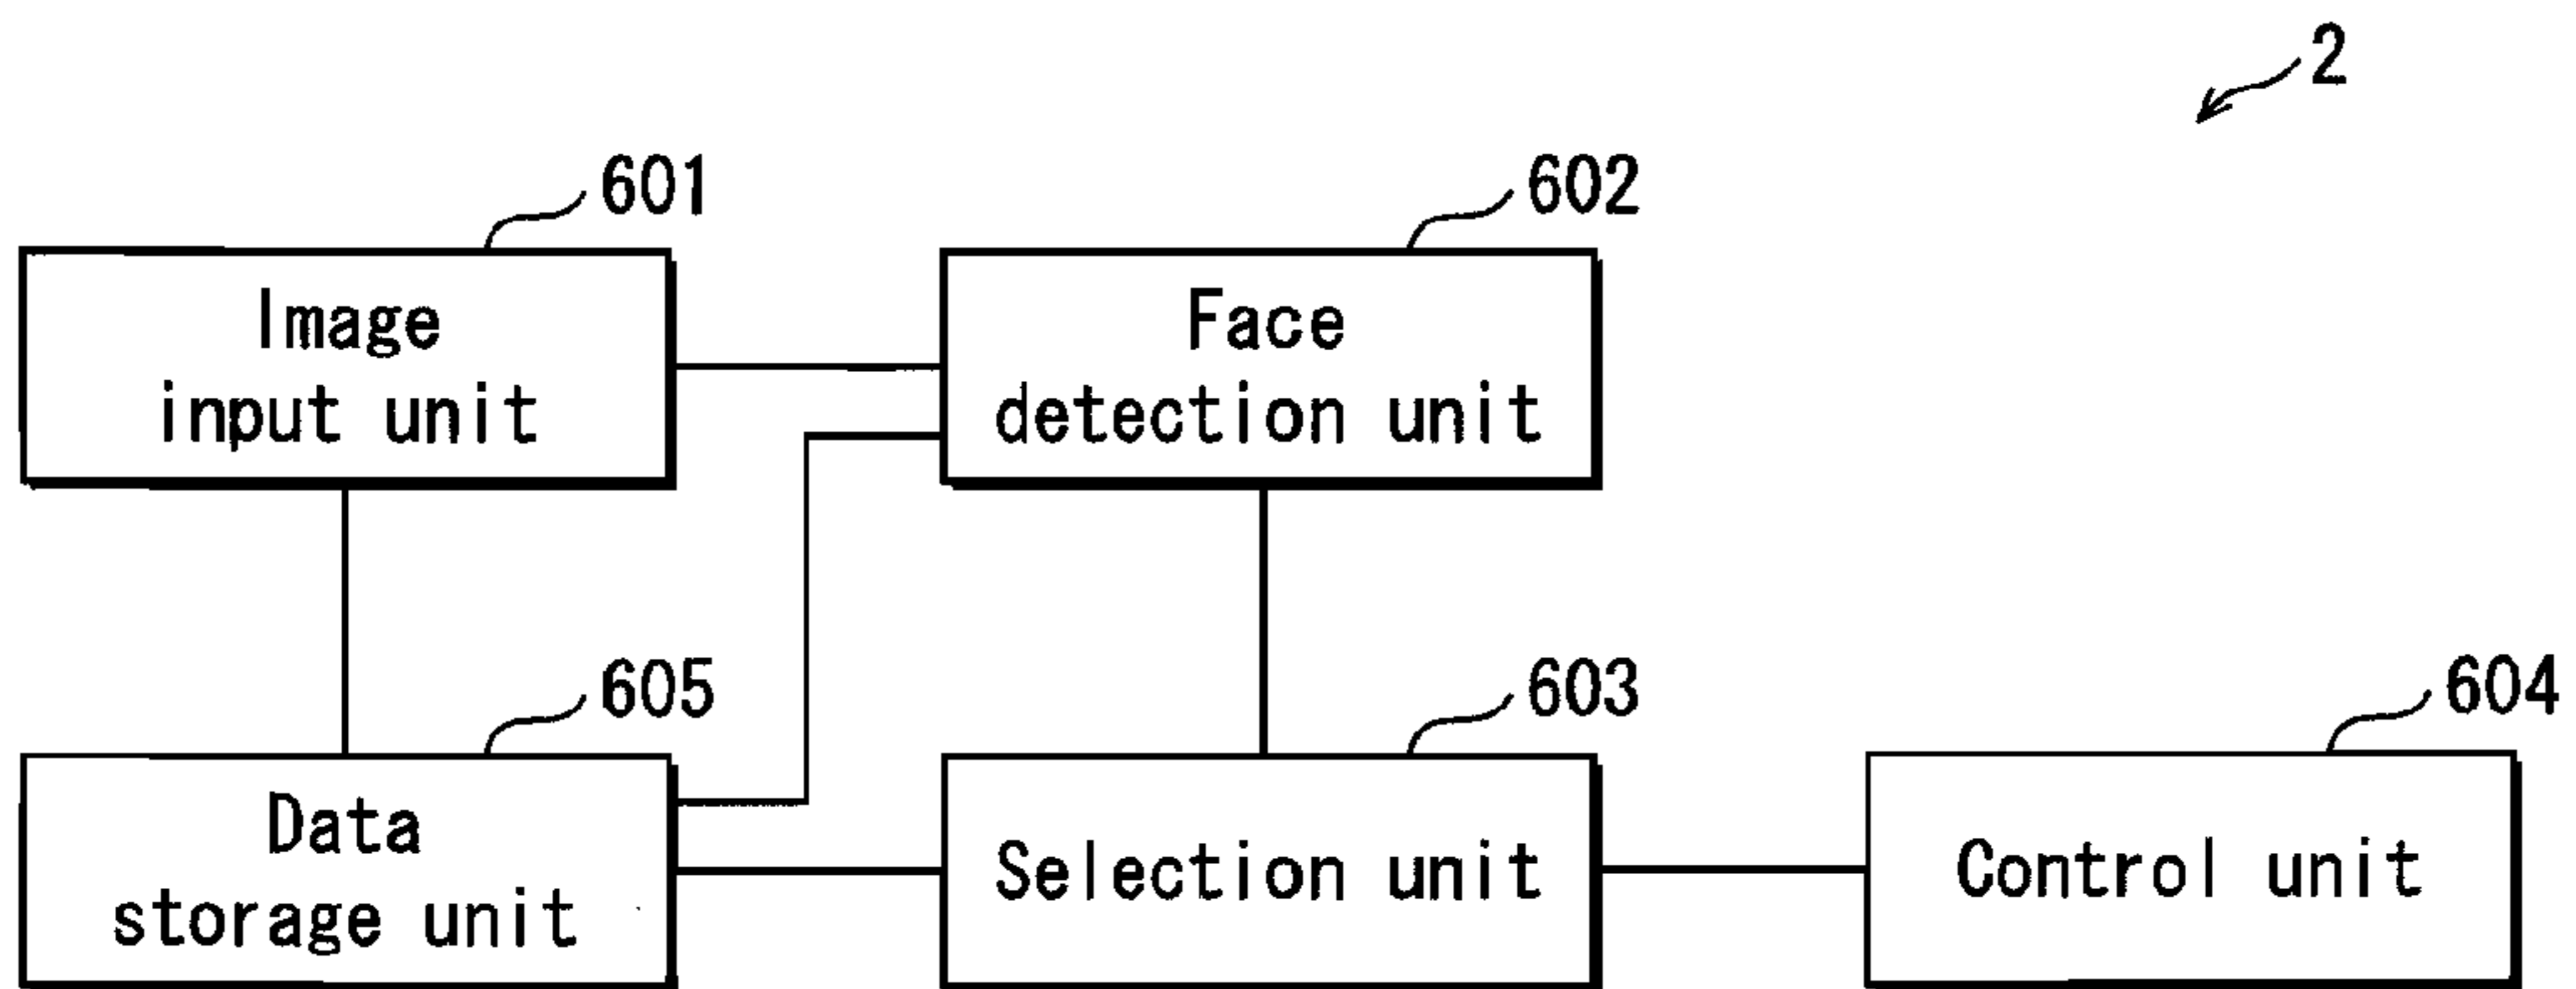 2
601
602
Image
input unit
Face
detection unit
605
603
604
Data
storage unit
Selection unit
Control unit